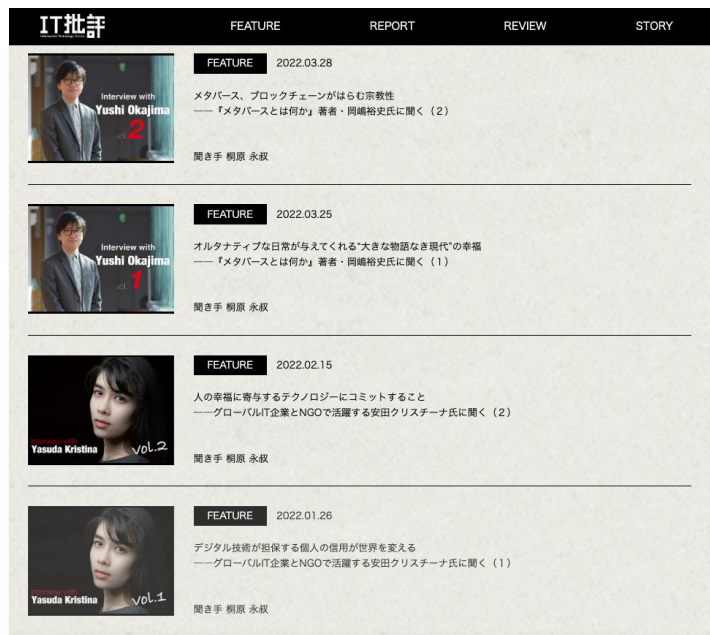 IT批評
FEATURE
REPORT
REVIEW
STORY
Interview with
Yushi Okajima
vol. 2
FEATURE 2022.03.28
メタバース、ブロックチェーンがはらむ宗教性
──『メタバースとは何か』著者・岡嶋裕史氏に聞く（２）
聞き手 桐原 永叔
Interview with
Yushi Okajima
vol. 1
FEATURE 2022.03.25
オルタナティブな日常が与えてくれる“大きな物語なき現代”の幸福
──『メタバースとは何か』著者・岡嶋裕史氏に聞く（１）
聞き手 桐原 永叔
Interview with
Yasuda Kristina
vol.2
FEATURE 2022.02.15
人の幸福に寄与するテクノロジーにコミットすること
──グローバルIT企業とNGOで活躍する安田クリスチーナ氏に聞く（２）
聞き手 桐原 永叔
Interview with
Yasuda Kristina
vol.1
FEATURE 2022.01.26
デジタル技術が担保する個人の信用が世界を変える
──グローバルIT企業とNGOで活躍する安田クリスチーナ氏に聞く（１）
聞き手 桐原 永叔